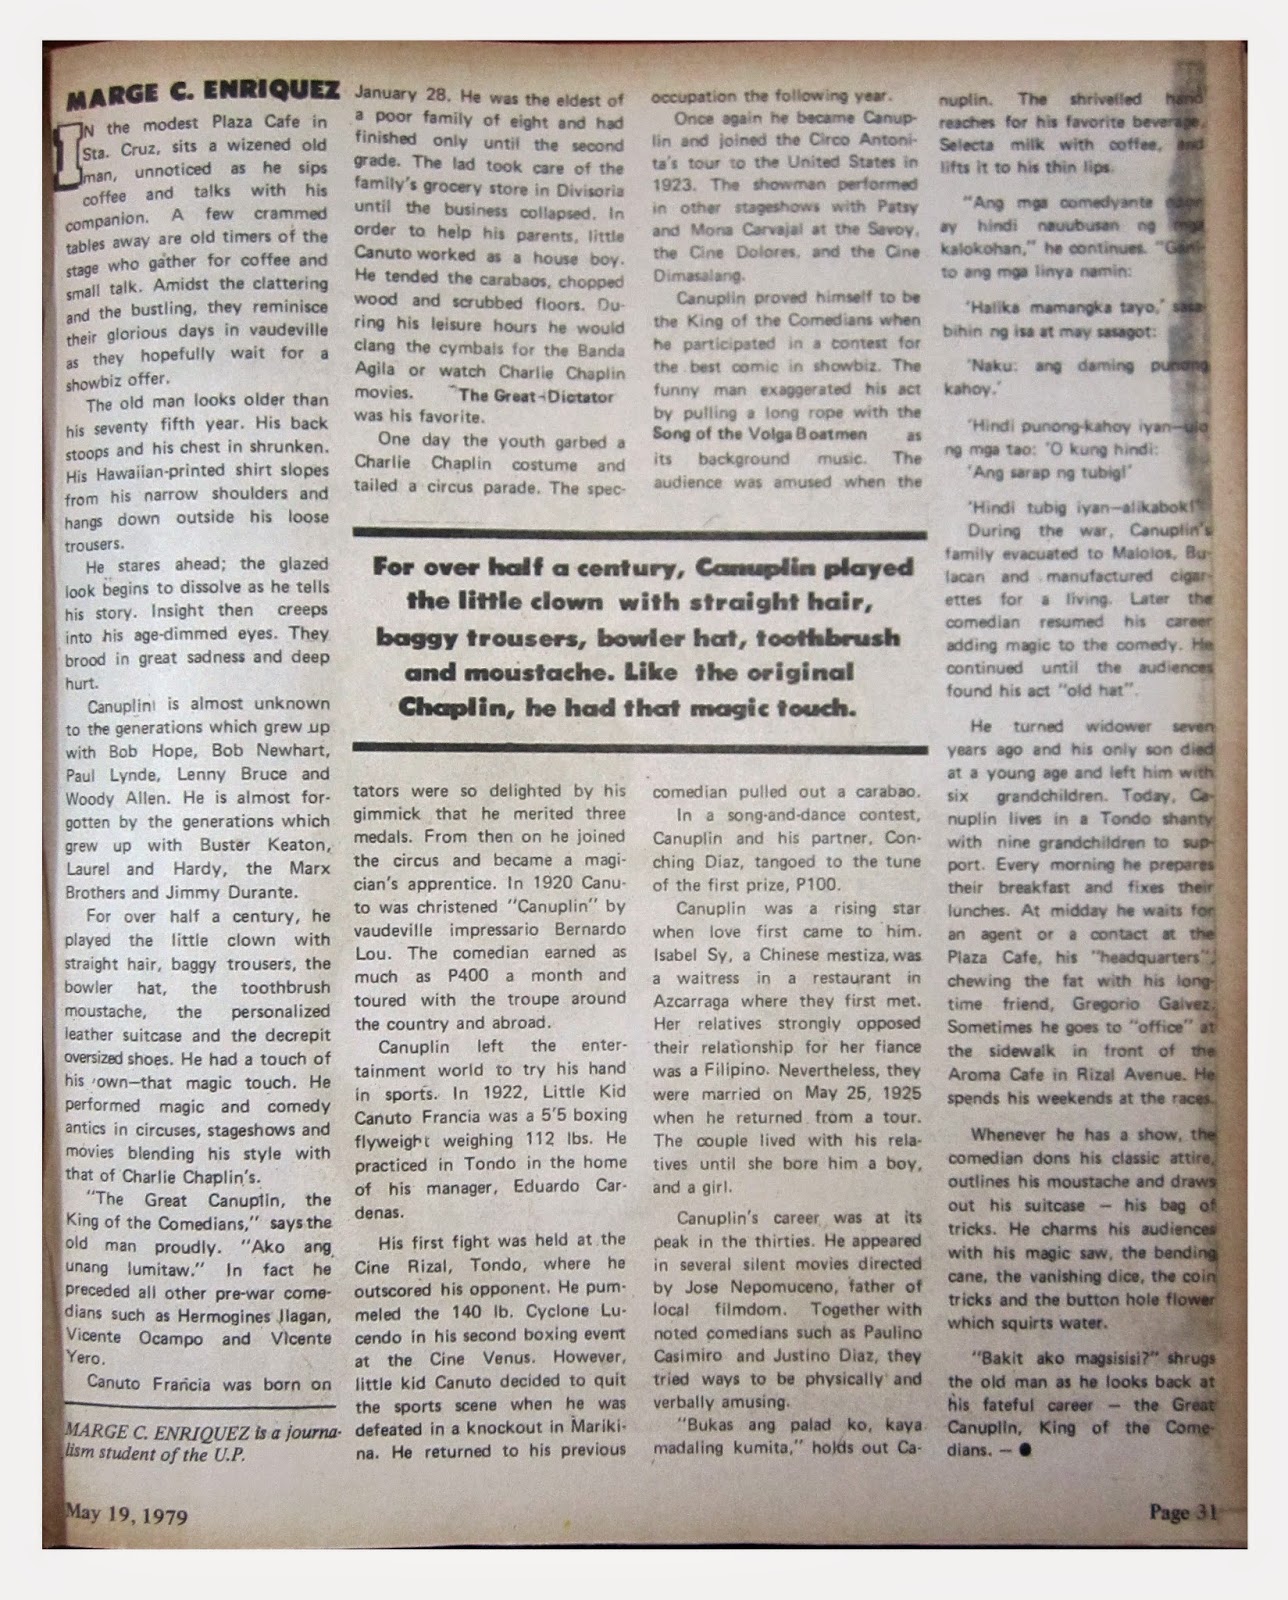 MARGE C. ENRIQUEZ
IN the modest Plaza Cafe in
Sta. Cruz, sits a wizened old
man, unnoticed as he sips
coffee and talks with his
companion. A few crammed
tables away are old timers of the
stage who gather for coffee and
small talk. Amidst the clattering
and the bustling, they reminisce
their glorious days in vaudeville
as they hopefully wait for a
showbiz offer.
The old man looks older than
his seventy fifth year. His back
stoops and his chest in shrunken.
His Hawaiian-printed shirt slopes
from his narrow shoulders and
hangs down outside his loose
trousers.
He stares ahead; the glazed
look begins to dissolve as he tells
his story. Insight then creeps
into his age-dimmed eyes. They
brood in great sadness and deep
hurt.
Canuplin is almost unknown
to the generations which grew up
with Bob Hope, Bob Newhart,
Paul Lynde, Lenny Bruce and
Woody Allen. He is almost for-
gotten by the generations which
grew up with Buster Keaton,
Laurel and Hardy, the Marx
Brothers and Jimmy Durante.
For over half a century, he
played the little clown with
straight hair, baggy trousers, the
bowler hat, the toothbrush
moustache, the personalized
leather suitcase and the decrepit
oversized shoes. He had a touch of
his own—that magic touch. He
performed magic and comedy
antics in circuses, stageshows and
movies blending his style with
that of Charlie Chaplin's.
"The Great Canuplin, the
King of the Comedians," says the
old man proudly. "Ako ang
unang lumitaw." In fact he
preceded all other pre-war come-
dians such as Hermogines Ilagan,
Vicente Ocampo and Vicente
Yero.
Canuto Francia was born on
MARGE C. ENRIQUEZ is a journa-
lism student of the U.P.
January 28. He was the eldest of
a poor family of eight and had
finished only until the second
grade. The lad took care of the
family's grocery store in Divisoria
until the business collapsed. In
order to help his parents, little
Canuto worked as a house boy.
He tended the carabaos, chopped
wood and scrubbed floors. Du-
ring his leisure hours he would
clang the cymbals for the Banda
Agila or watch Charlie Chaplin
movies. "The Great Dictator
was his favorite.
One day the youth garbed a
Charlie Chaplin costume and
tailed a circus parade. The spec-
For over half a century, Canuplin played
the little clown with straight hair,
baggy trousers, bowler hat, toothbrush
and moustache. Like the original
Chaplin, he had that magic touch.
tators were so delighted by his
gimmick that he merited three
medals. From then on he joined
the circus and became a magi-
cian's apprentice. In 1920 Canu-
to was christened "Canuplin" by
vaudeville impressario Bernardo
Lou. The comedian earned as
much as P400 a month and
toured with the troupe around
the country and abroad.
Canuplin left the enter-
tainment world to try his hand
in sports. In 1922, Little Kid
Canuto Francia was a 5'5 boxing
flyweight weighing 112 lbs. He
practiced in Tondo in the home
of his manager, Eduardo Car-
denas.
His first fight was held at the
Cine Rizal, Tondo, where he
outscored his opponent. He pum-
meled the 140 lb. Cyclone Lu-
cendo in his second boxing event
at the Cine Venus. However,
little kid Canuto decided to quit
the sports scene when he was
defeated in a knockout in Mariki-
na. He returned to his previous
occupation the following year.
Once again he became Canup-
lin and joined the Circo Antoni-
ta's tour to the United States in
1923. The showman performed
in other stageshows with Patsy
and Mona Carvajal at the Savoy,
the Cine Dolores, and the Cine
Dimasalang.
Canuplin proved himself to be
the King of the Comedians when
he participated in a contest for
the best comic in showbiz. The
funny man exaggerated his act
by pulling a long rope with the
Song of the Volga Boatmen as
its background music. The
audience was amused when the
comedian pulled out a carabao.
In a song-and-dance contest,
Canuplin and his partner, Con-
ching Diaz, tangoed to the tune
of the first prize, P100.
Canuplin was a rising star
when love first came to him.
Isabel Sy, a Chinese mestiza, was
a waitress in a restaurant in
Azcarraga where they first met.
Her relatives strongly opposed
their relationship for her fiance
was a Filipino. Nevertheless, they
were married on May 25, 1925
when he returned from a tour.
The couple lived with his rela-
tives until she bore him a boy,
and a girl.
Canuplin's career was at its
peak in the thirties. He appeared
in several silent movies directed
by Jose Nepomuceno, father of
local filmdom. Together with
noted comedians such as Paulino
Casimiro and Justino Diaz, they
tried ways to be physically and
verbally amusing.
"Bukas ang palad ko, kaya
madaling kumita," holds out Ca-
nuplin. The shrivelled hand
reaches for his favorite beverage,
Selecta milk with coffee, and
lifts it to his thin lips.
"Ang mga comedyante
ay hindi nauubusan ng mga
kalokohan," he continues. "Gani-
to ang mga linya namin:
'Halika mamangka tayo,' sasa-
bihin ng isa at may sasagot:
'Naku: ang daming punong
kahoy.'
'Hindi punong-kahoy iyan—ulo
ng mga tao: 'O kung hindi:
'Ang sarap ng tubig!'
'Hindi tubig iyan—alikabok!"
During the war, Canuplin's
family evacuated to Malolos, Bu-
lacan and manufactured cigar-
ettes for a living. Later the
comedian resumed his career
adding magic to the comedy. He
continued until the audiences
found his act "old hat".
He turned widower seven
years ago and his only son died
at a young age and left him with
six grandchildren. Today, Ca-
nuplin lives in a Tondo shanty
with nine grandchildren to sup-
port. Every morning he prepares
their breakfast and fixes their
lunches. At midday he waits for
an agent or a contact at the
Plaza Cafe, his "headquarters",
chewing the fat with his long-
time friend, Gregorio Galvez.
Sometimes he goes to "office" at
the sidewalk in front of the
Aroma Cafe in Rizal Avenue. He
spends his weekends at the races.
Whenever he has a show, the
comedian dons his classic attire,
outlines his moustache and draws
out his suitcase — his bag of
tricks. He charms his audiences
with his magic saw, the bending
cane, the vanishing dice, the coin
tricks and the button hole flower
which squirts water.
"Bakit ako magsisisi?" shrugs
the old man as he looks back at
his fateful career — the Great
Canuplin, King of the Come-
dians. — ●
May 19, 1979
Page 31